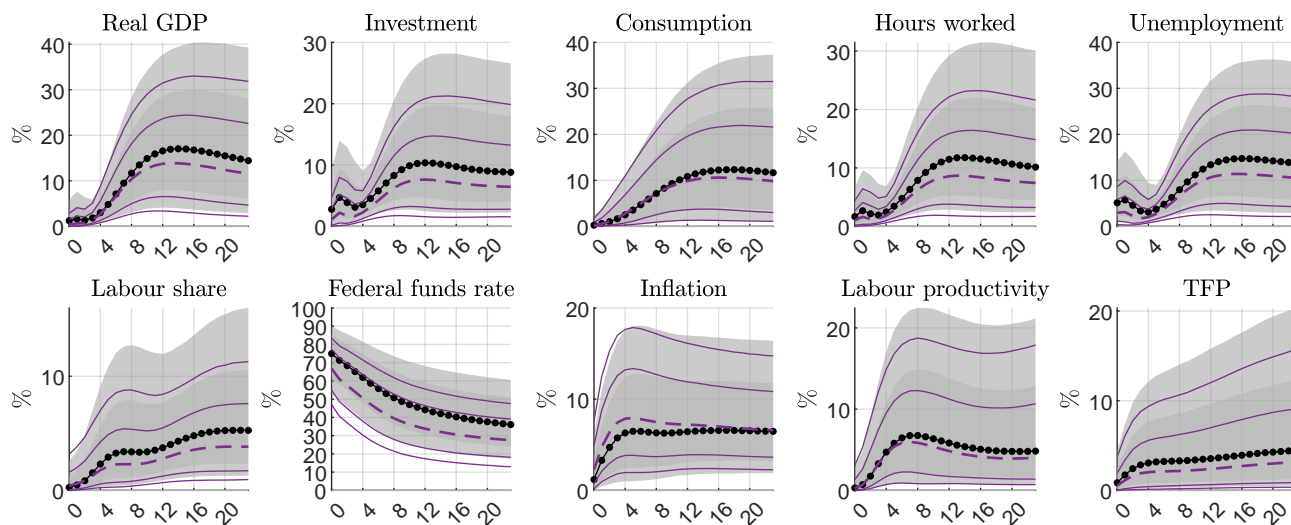 Real GDP
%
40
30
20
10
0
0 4 8 12 16 20
Investment
%
30
20
10
0
0 4 8 12 16 20
Consumption
%
40
30
20
10
0
0 4 8 12 16 20
Hours worked
%
30
20
10
0
0 4 8 12 16 20
Unemployment
%
40
30
20
10
0
0 4 8 12 16 20
Labour share
%
10
0
0 4 8 12 16 20
Federal funds rate
%
100
90
80
70
60
50
40
30
20
10
0
0 4 8 12 16 20
Inflation
%
20
10
0
0 4 8 12 16 20
Labour productivity
%
20
10
0
0 4 8 12 16 20
TFP
%
20
10
0
0 4 8 12 16 20